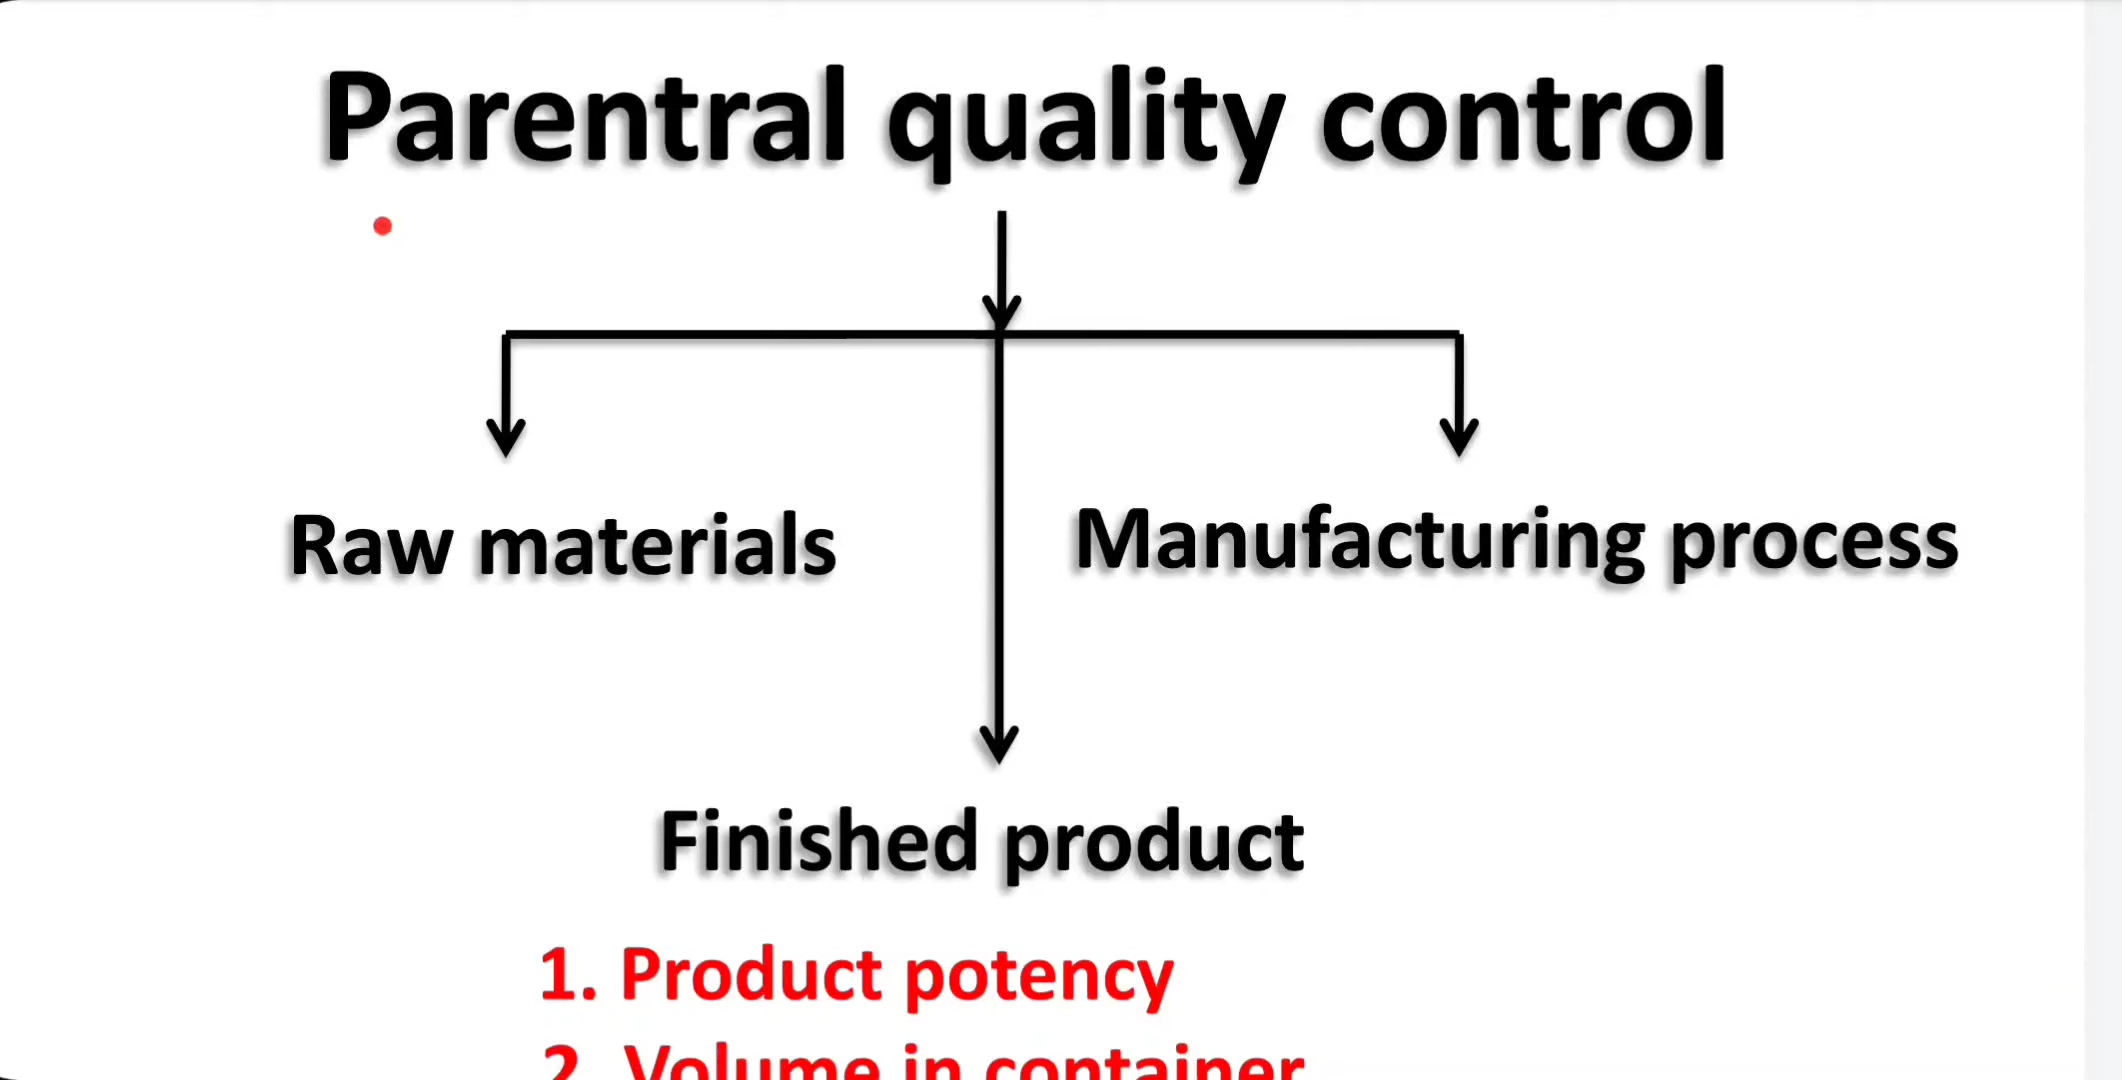 Parentral quality control
Raw materials
Manufacturing process
Finished product
1. Product potency
2. Volume in container